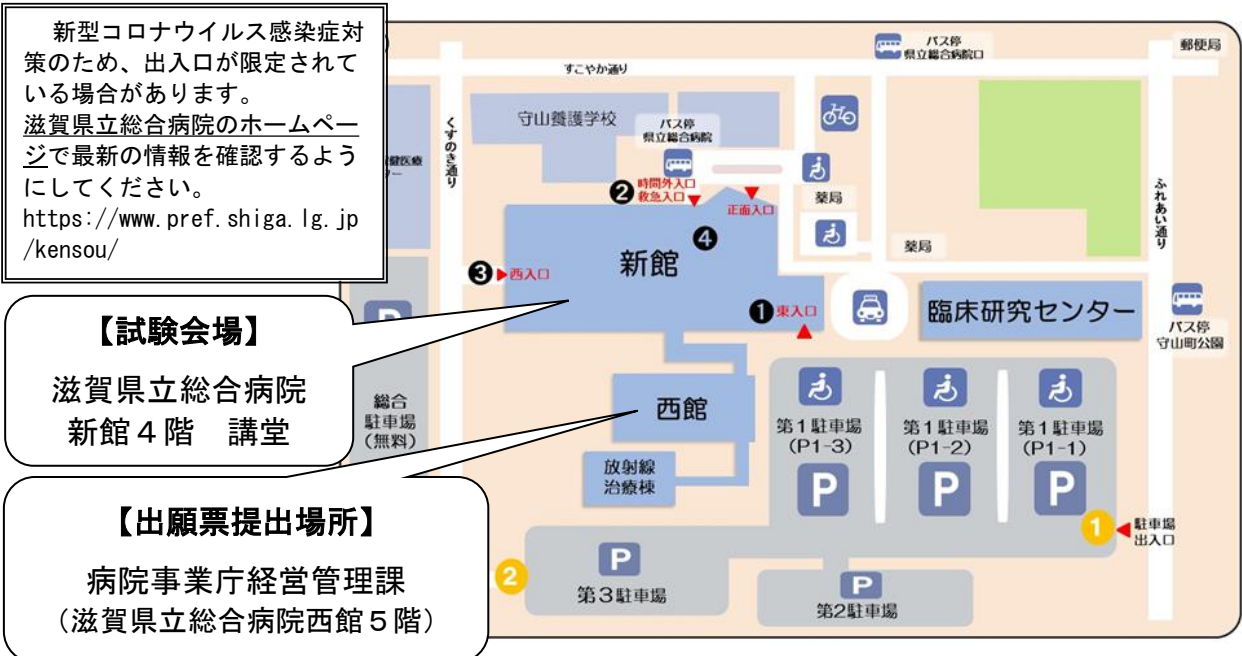 新型コロナウイルス感染症対
策のため、出入口が限定されて
いる場合があります。
滋賀県立総合病院のホームペー
ジで最新の情報を確認するよう
にしてください。
https://www.pref.shiga.lg.jp
/kensou/
【試験会場】
滋賀県立総合病院
新館４階　講堂
【出願票提出場所】
病院事業庁経営管理課
（滋賀県立総合病院西館５階）
すこやか通り
バス停
県立総合病院口
郵便局
くすのき通り
守山養護学校
バス停
県立総合病院
健医療
ー
❷
時間外入口
救急入口
正面入口
薬局
薬局
ふれあい通り
❹
新館
❸
西入口
❶
東入口
臨床研究センター
バス停
守山町公園
P
総合
駐車場
(無料)
西館
放射線
治療棟
第1駐車場
(P1-3)
P
第1駐車場
(P1-2)
P
第1駐車場
(P1-1)
P
1
駐車場
出入口
2
P
第3駐車場
P
第2駐車場